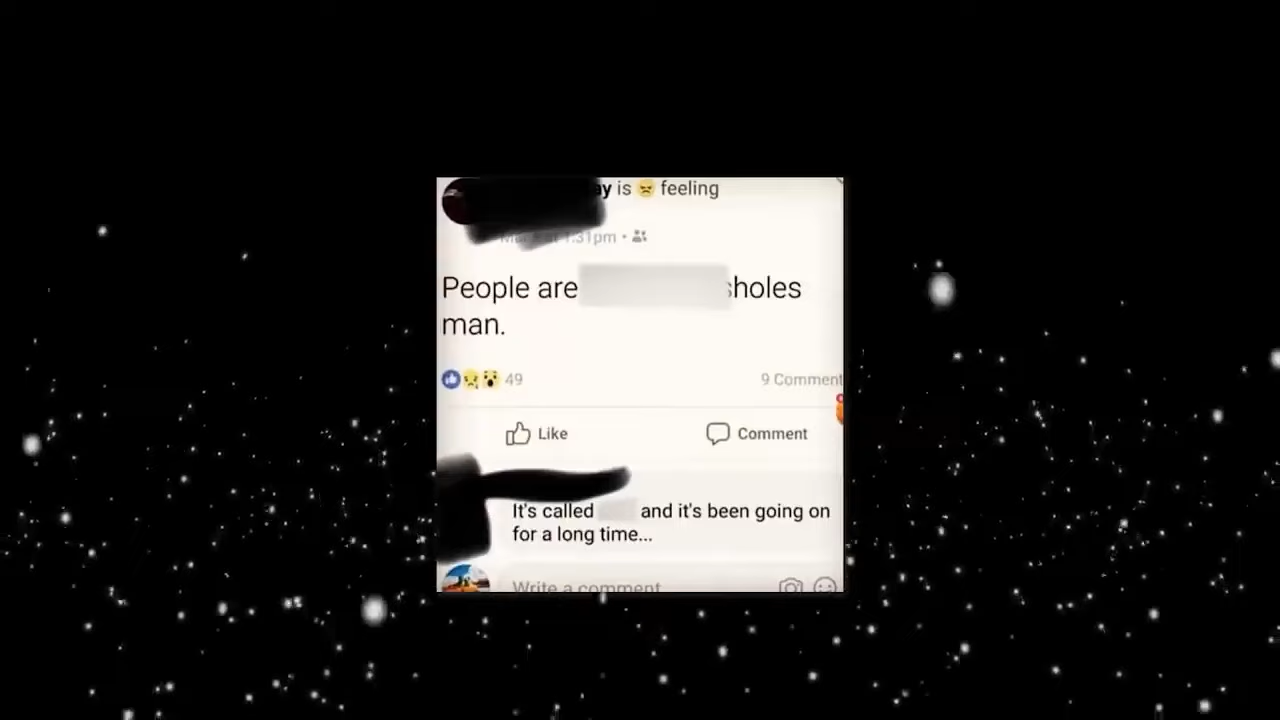 ay is feeling
1:31pm
People are sholes
man.
49 9 Comment
Like Comment
It's called and it's been going on
for a long time...
Write a comment